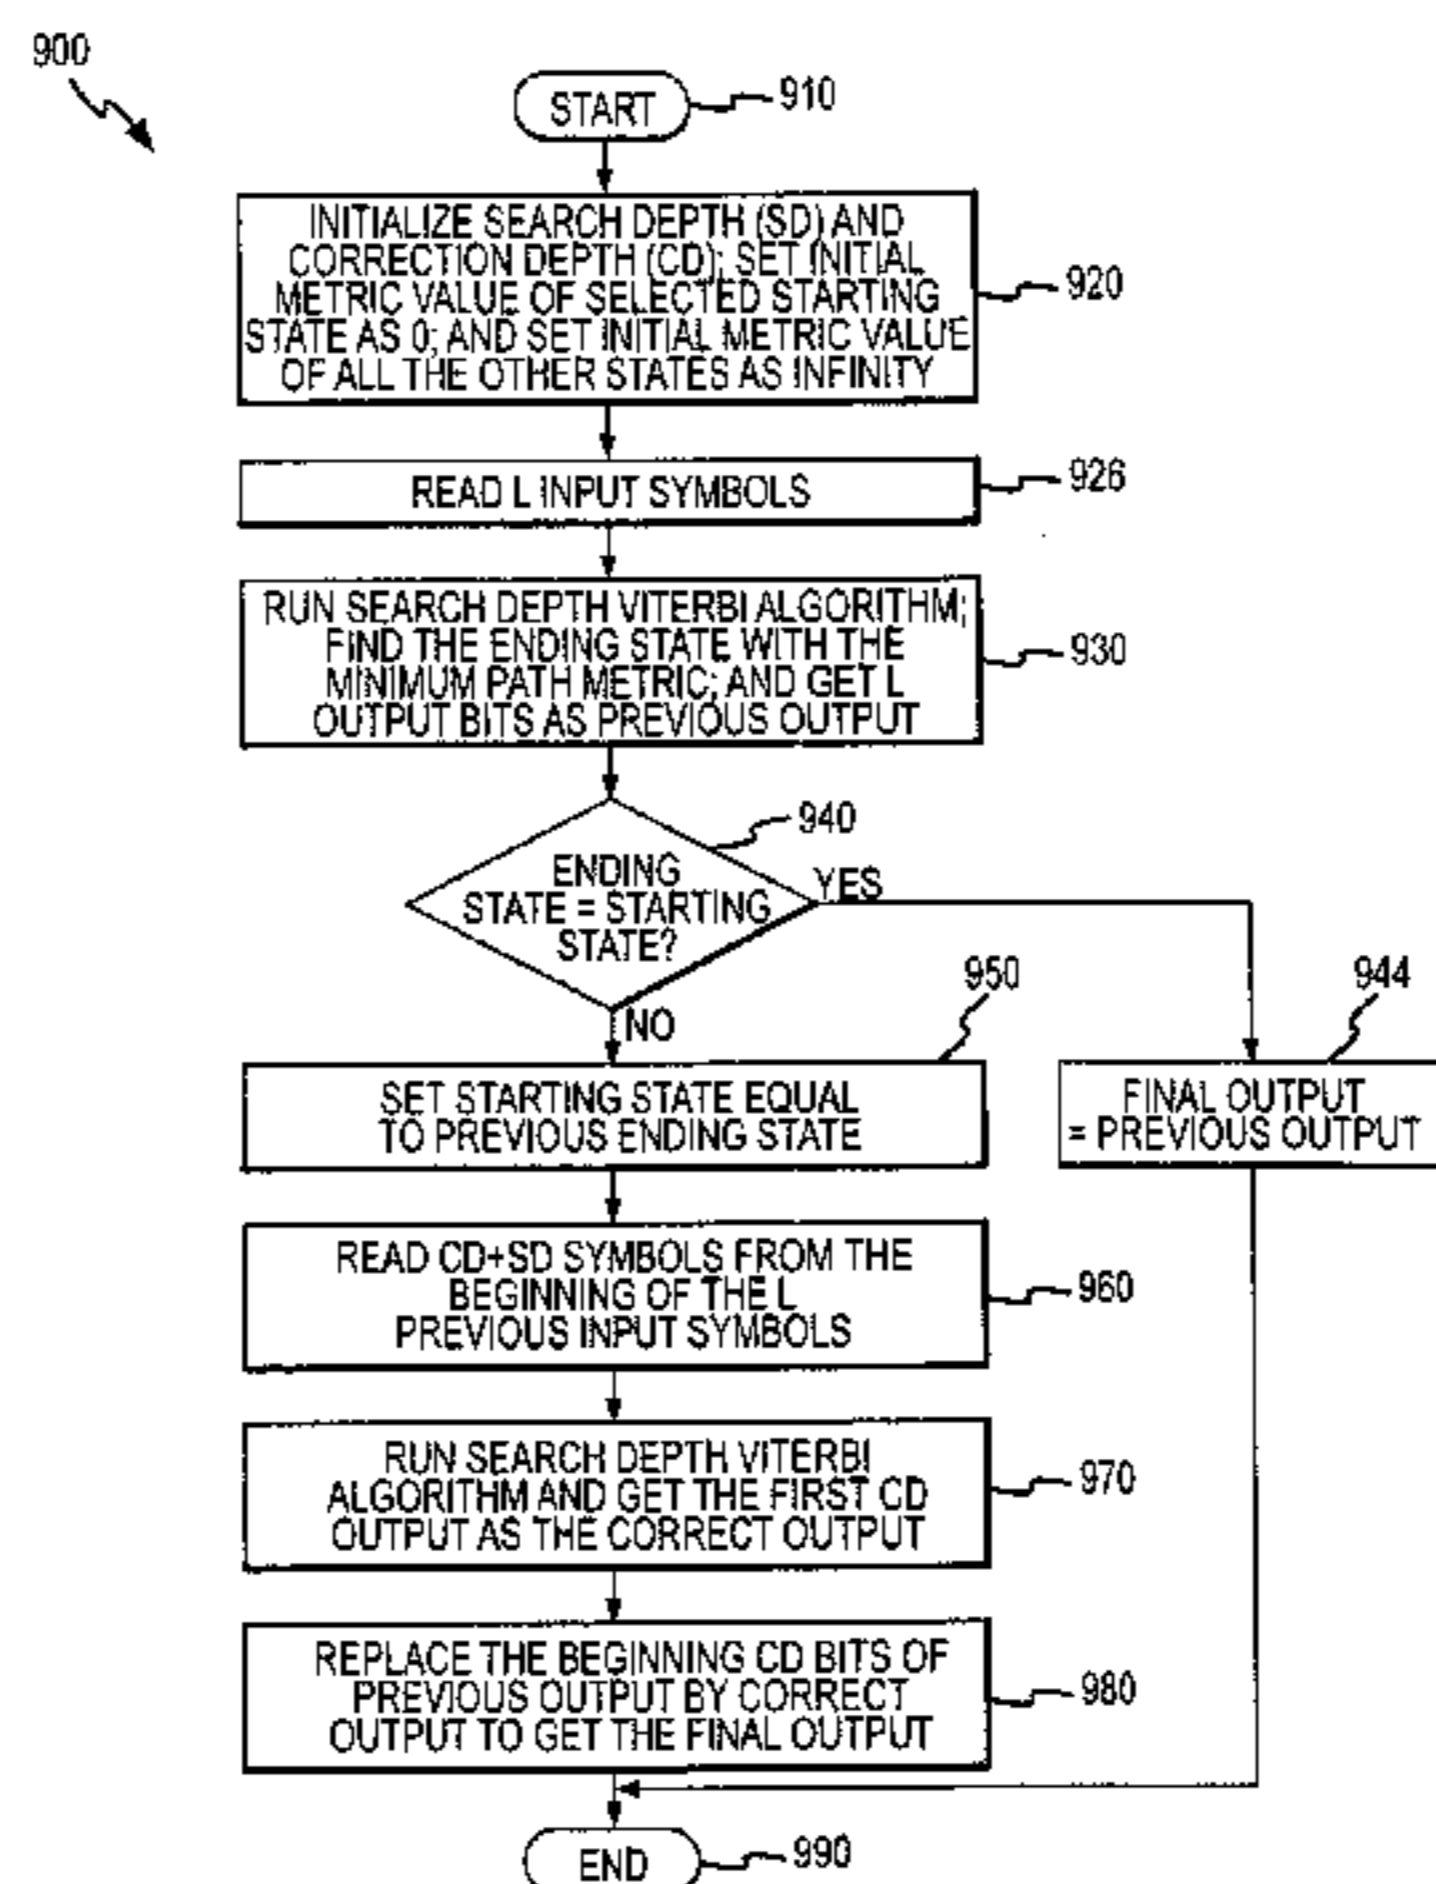 900
START
910
INITIALIZE SEARCH DEPTH (SD) AND
CORRECTION DEPTH (CD); SET INITIAL
METRIC VALUE OF SELECTED STARTING
STATE AS 0; AND SET INITIAL METRIC VALUE
OF ALL THE OTHER STATES AS INFINITY
920
READ L INPUT SYMBOLS
926
RUN SEARCH DEPTH VITERBI ALGORITHM;
FIND THE ENDING STATE WITH THE
MINIMUM PATH METRIC; AND GET L
OUTPUT BITS AS PREVIOUS OUTPUT
930
ENDING
STATE = STARTING
STATE?
940
YES
NO
SET STARTING STATE EQUAL
TO PREVIOUS ENDING STATE
950
FINAL OUTPUT
= PREVIOUS OUTPUT
944
READ CD+SD SYMBOLS FROM THE
BEGINNING OF THE L
PREVIOUS INPUT SYMBOLS
960
RUN SEARCH DEPTH VITERBI
ALGORITHM AND GET THE FIRST CD
OUTPUT AS THE CORRECT OUTPUT
970
REPLACE THE BEGINNING CD BITS OF
PREVIOUS OUTPUT BY CORRECT
OUTPUT TO GET THE FINAL OUTPUT
980
END
990